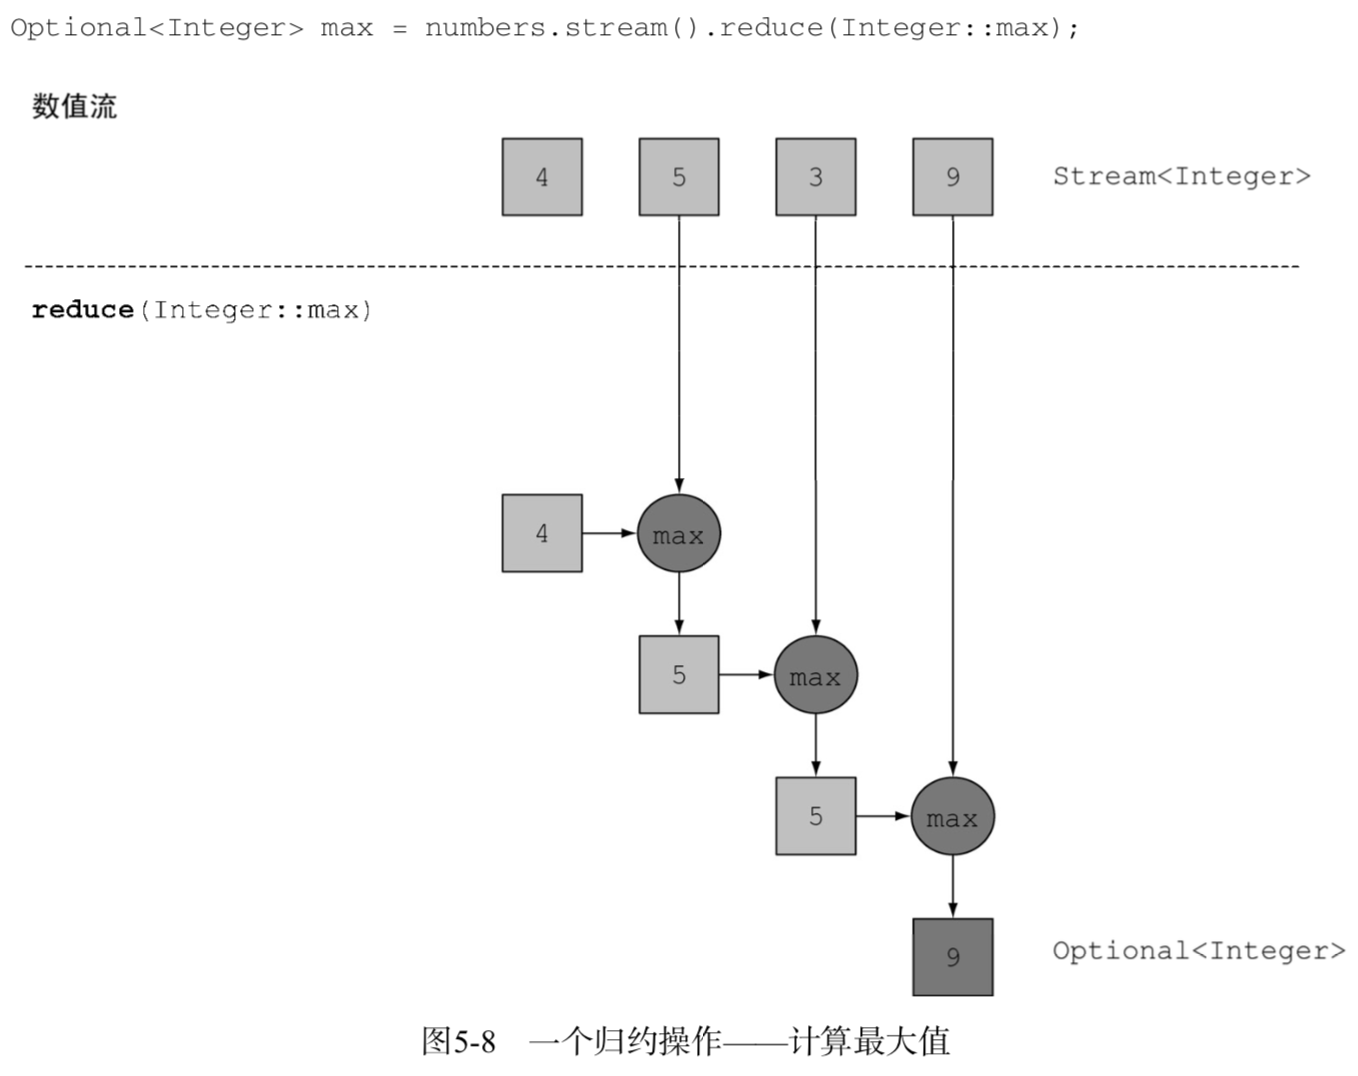 Optional<Integer> max = numbers.stream().reduce(Integer::max);
数值流
4 5 3 9 Stream<Integer>
reduce(Integer::max)
4 max
5 max
5 max
9 Optional<Integer>
图5-8 一个归约操作——计算最大值